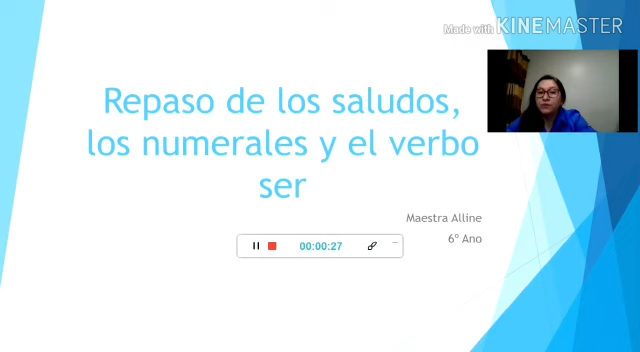 Made with KINEMASTER
Repaso de los saludos,
los numerales y el verbo
ser
Maestra Alline
6º Ano
00:00:27